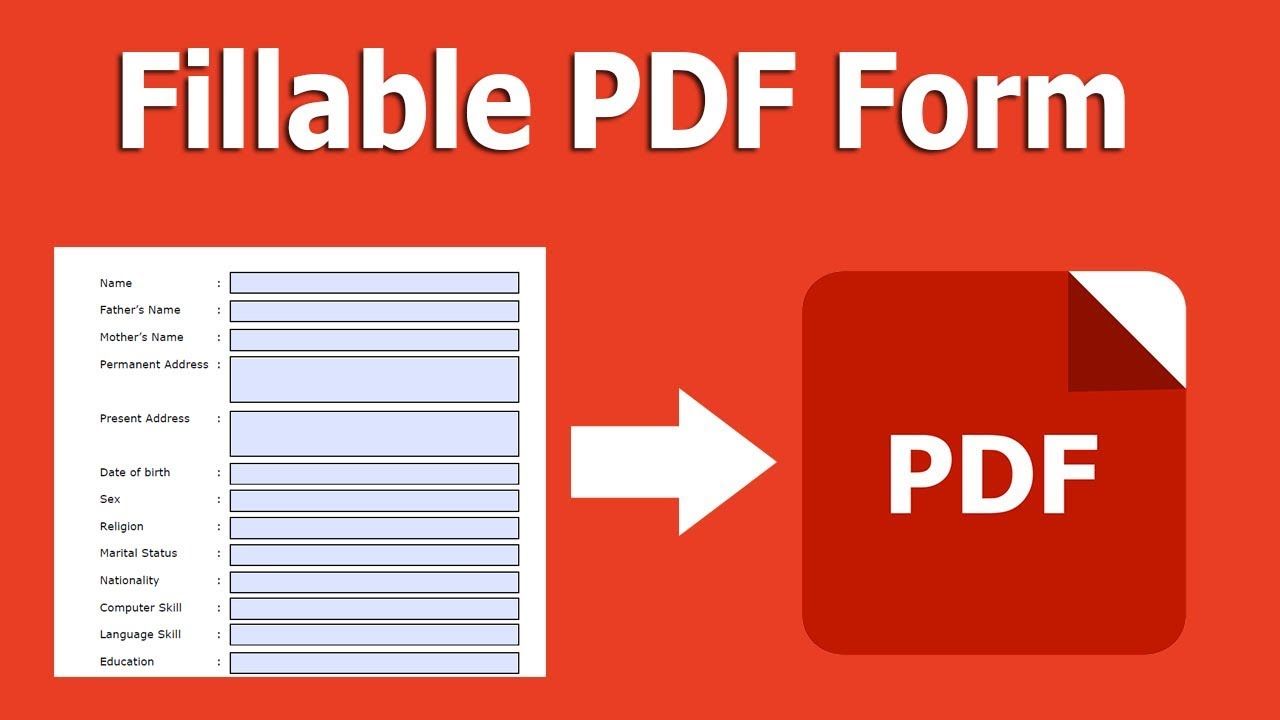 Fillable PDF Form
Name :
Father’s Name :
Mother’s Name :
Permanent Address :
Present Address :
Date of birth :
Sex :
Religion :
Marital Status :
Nationality :
Computer Skill :
Language Skill :
Education :
PDF